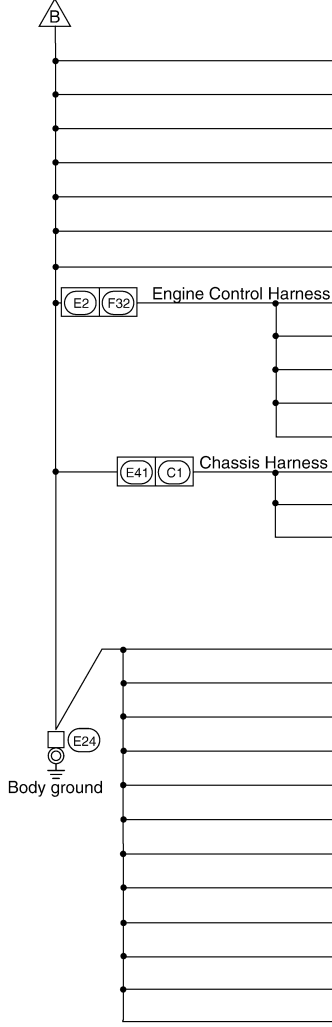 B
E2 F32 Engine Control Harness
E41 C1 Chassis Harness
E24
Body ground